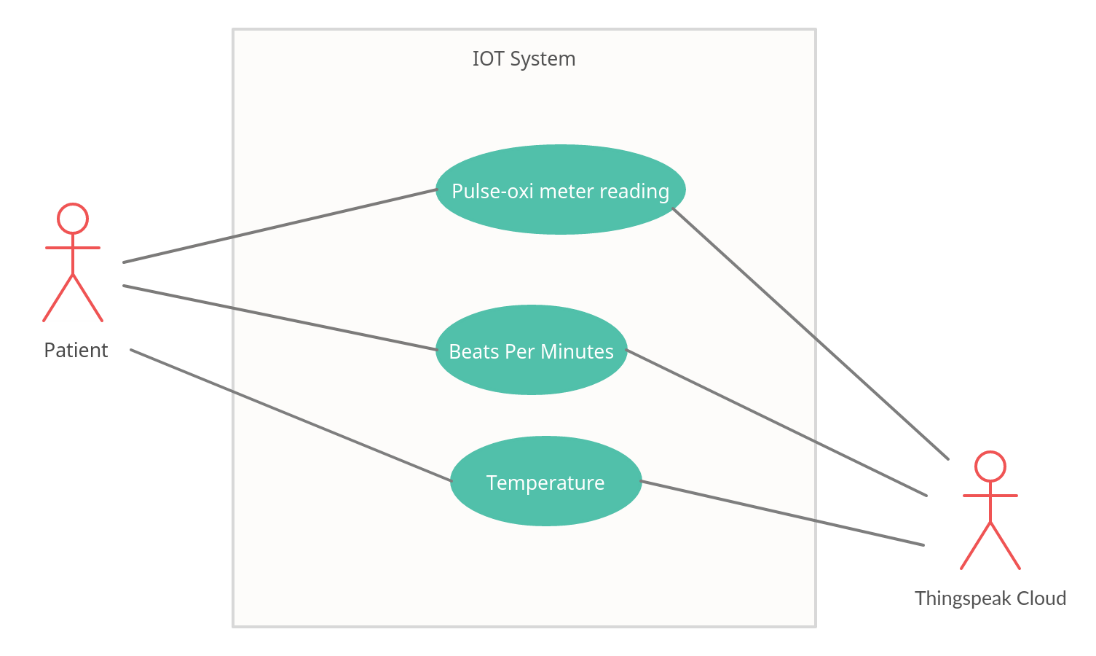 IOT System
Pulse-oxi meter reading
Patient
Beats Per Minutes
Temperature
Thingspeak Cloud